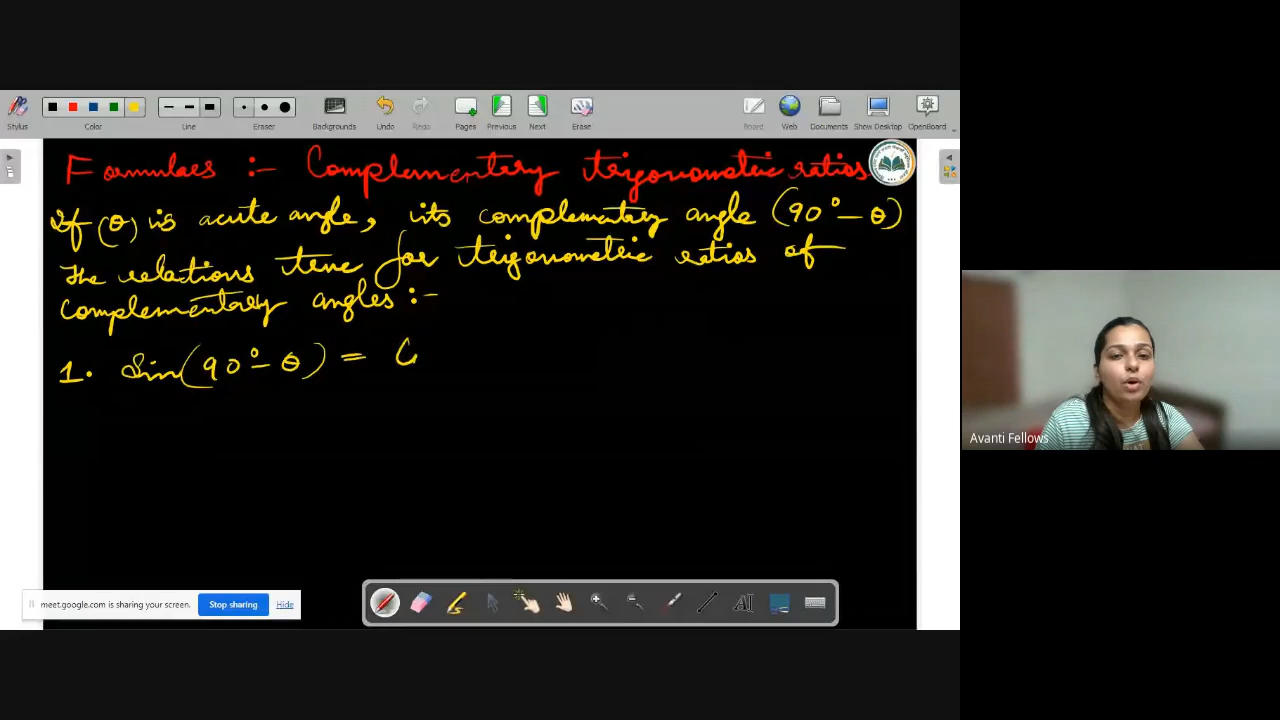 Stylus
Color
Line
Eraser
Backgrounds
Undo
Redo
Pages
Previous
Next
Erase
Board
Web
Documents
Show Desktop
OpenBoard
Formulaes :- Complementary trigonometric ratios
If (θ) is acute angle, its complementary angle (90°-θ)
The relations true for trigonometric ratios of
complementary angles :-
1. Sin(90°-θ) = C
Avanti Fellows
meet.google.com is sharing your screen.
Stop sharing
Hide